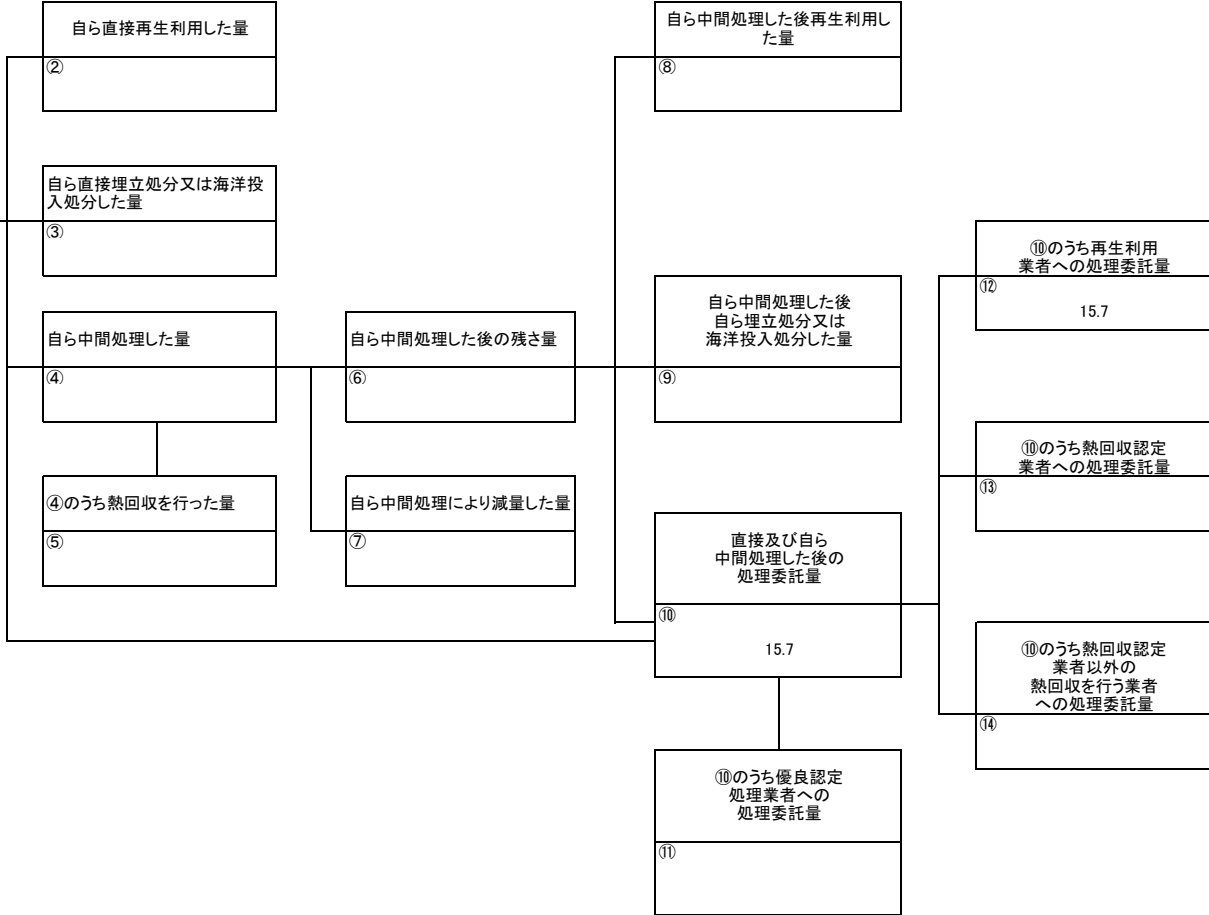 自ら直接再生利用した量
②
自ら中間処理した後再生利用し
た量
⑧
自ら直接埋立処分又は海洋投
入処分した量
③
⑩のうち再生利用
業者への処理委託量
⑫
15.7
自ら中間処理した量
④
自ら中間処理した後の残さ量
⑥
自ら中間処理した後
自ら埋立処分又は
海洋投入処分した量
⑨
⑩のうち熱回収認定
業者への処理委託量
⑬
④のうち熱回収を行った量
⑤
自ら中間処理により減量した量
⑦
直接及び自ら
中間処理した後の
処理委託量
⑩
15.7
⑩のうち熱回収認定
業者以外の
熱回収を行う業者
への処理委託量
⑭
⑩のうち優良認定
処理業者への
処理委託量
⑪